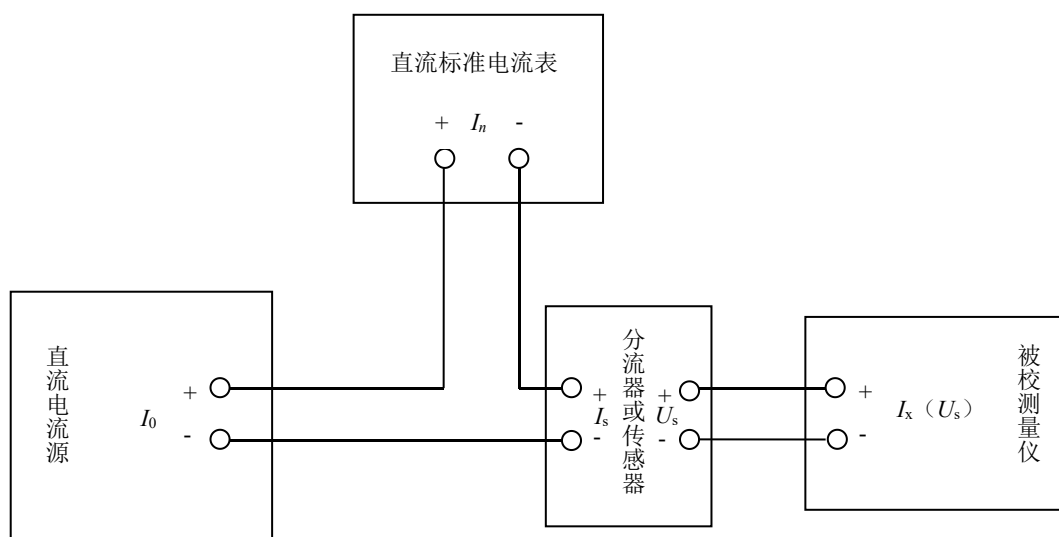 直流标准电流表
+ Iₙ -
直流电流源
+
I₀
-
分流器或传感器
+ +
Iₛ Uₛ
- -
被校测量仪
+
Iₓ（Uₛ）
-